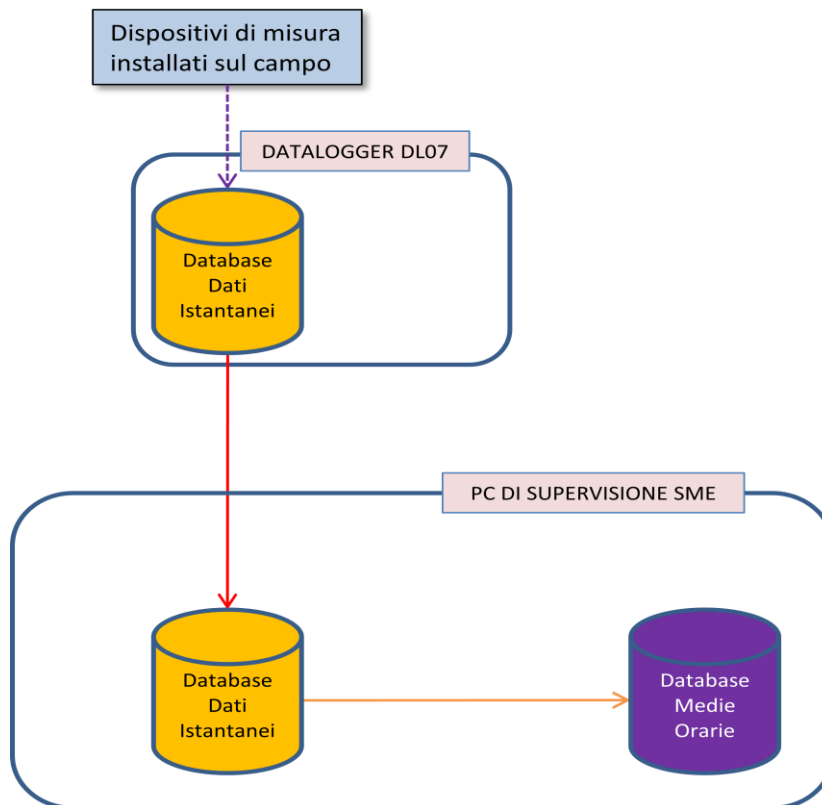 Dispositivi di misura
installati sul campo
DATALOGGER DL07
Database
Dati
Istantanei
PC DI SUPERVISIONE SME
Database
Dati
Istantanei
Database
Medie
Orarie